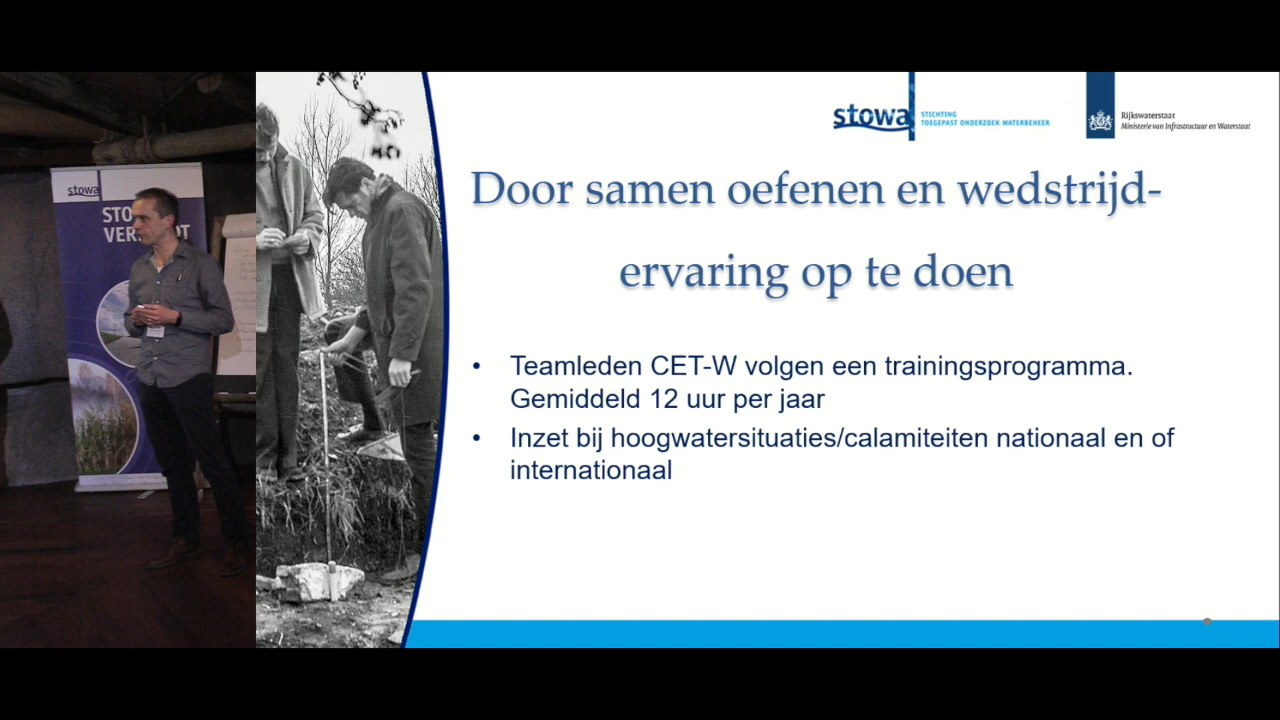 stowa
STICHTING
TOEGEPAST ONDERZOEK WATERBEHEER
Rijkswaterstaat
Ministerie van Infrastructuur en Waterstaat
Door samen oefenen en wedstrijd-
ervaring op te doen
• Teamleden CET-W volgen een trainingsprogramma.
Gemiddeld 12 uur per jaar
• Inzet bij hoogwatersituaties/calamiteiten nationaal en of
internationaal
stowa